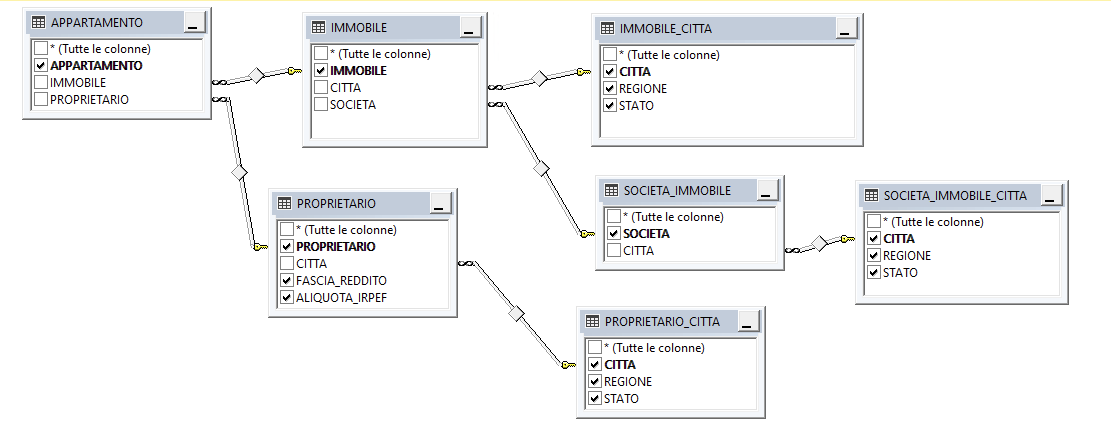 APPARTAMENTO
* (Tutte le colonne)
APPARTAMENTO
IMMOBILE
PROPRIETARIO
IMMOBILE
* (Tutte le colonne)
IMMOBILE
CITTA
SOCIETA
IMMOBILE_CITTA
* (Tutte le colonne)
CITTA
REGIONE
STATO
PROPRIETARIO
* (Tutte le colonne)
PROPRIETARIO
CITTA
FASCIA_REDDITO
ALIQUOTA_IRPEF
SOCIETA_IMMOBILE
* (Tutte le colonne)
SOCIETA
CITTA
SOCIETA_IMMOBILE_CITTA
* (Tutte le colonne)
CITTA
REGIONE
STATO
PROPRIETARIO_CITTA
* (Tutte le colonne)
CITTA
REGIONE
STATO